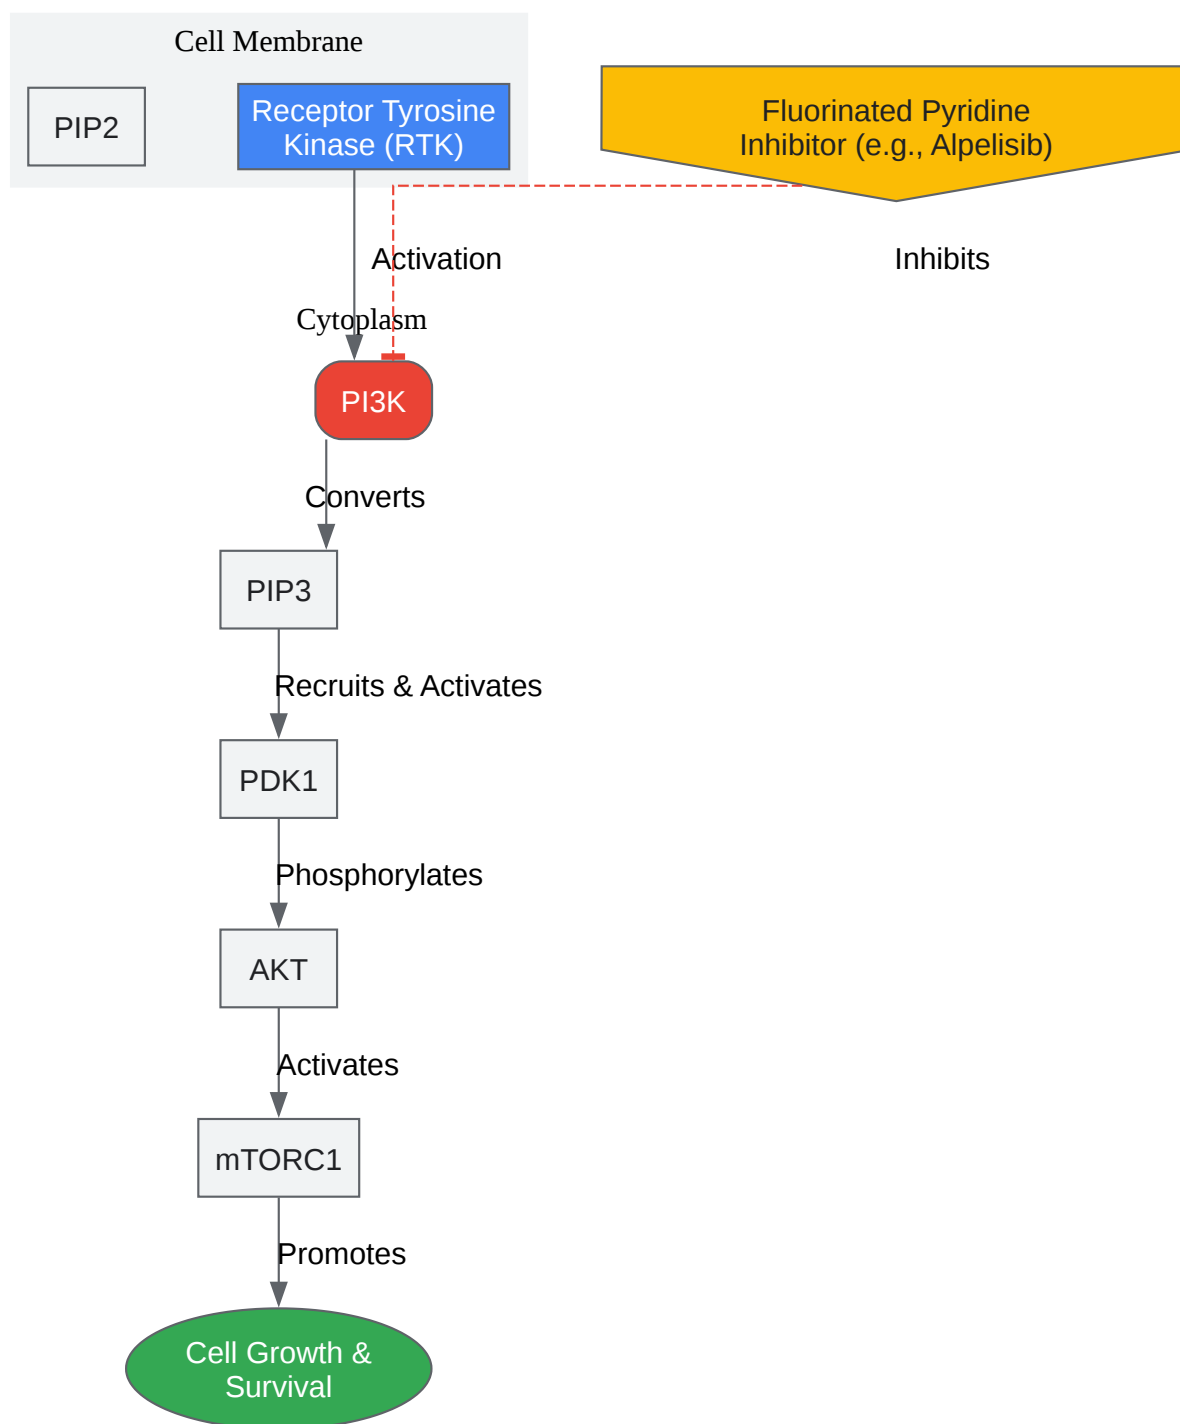 Cell Membrane
PIP2
Receptor Tyrosine
Kinase (RTK)
Fluorinated Pyridine
Inhibitor (e.g., Alpelisib)
Activation
Inhibits
Cytoplasm
PI3K
Converts
PIP3
Recruits & Activates
PDK1
Phosphorylates
AKT
Activates
mTORC1
Promotes
Cell Growth &
Survival